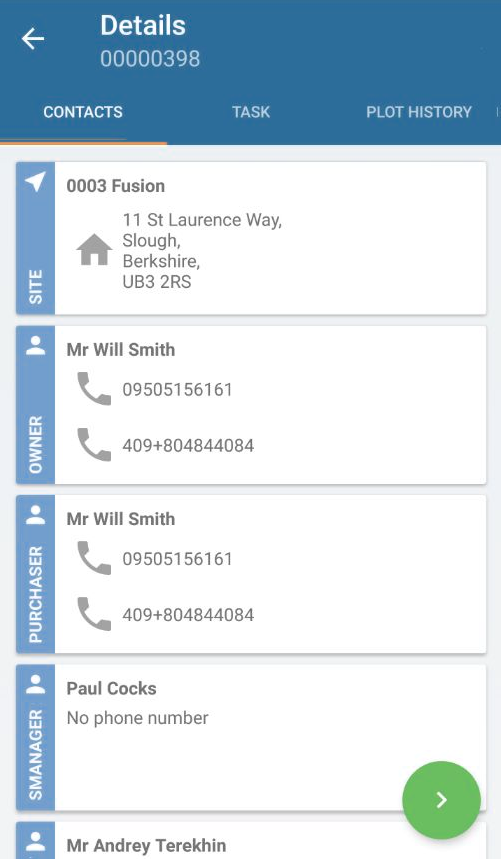 Details
00000398
CONTACTS
TASK
PLOT HISTORY
SITE
0003 Fusion
11 St Laurence Way,
Slough,
Berkshire,
UB3 2RS
OWNER
Mr Will Smith
09505156161
409+804844084
PURCHASER
Mr Will Smith
09505156161
409+804844084
SMANAGER
Paul Cocks
No phone number
Mr Andrey Terekhin